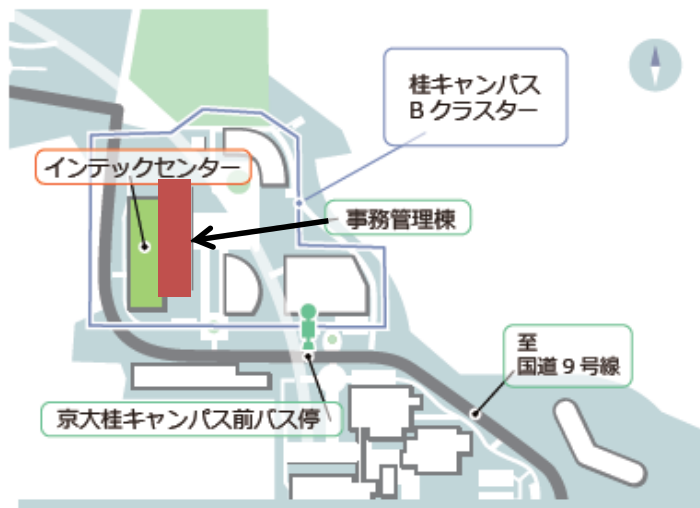 桂キャンパス
B クラスター
インテックセンター
事務管理棟
至
国道 9 号線
京大桂キャンパス前バス停